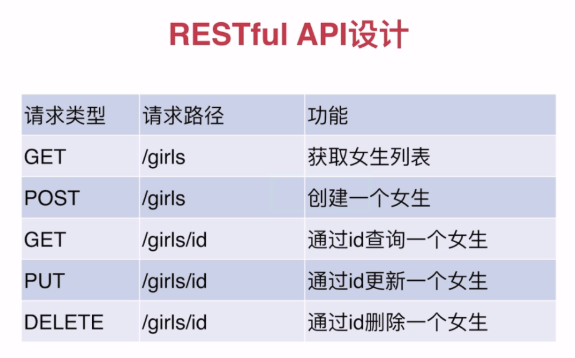 RESTful API设计
请求类型 请求路径 功能
GET /girls 获取女生列表
POST /girls 创建一个女生
GET /girls/id 通过id查询一个女生
PUT /girls/id 通过id更新一个女生
DELETE /girls/id 通过id删除一个女生